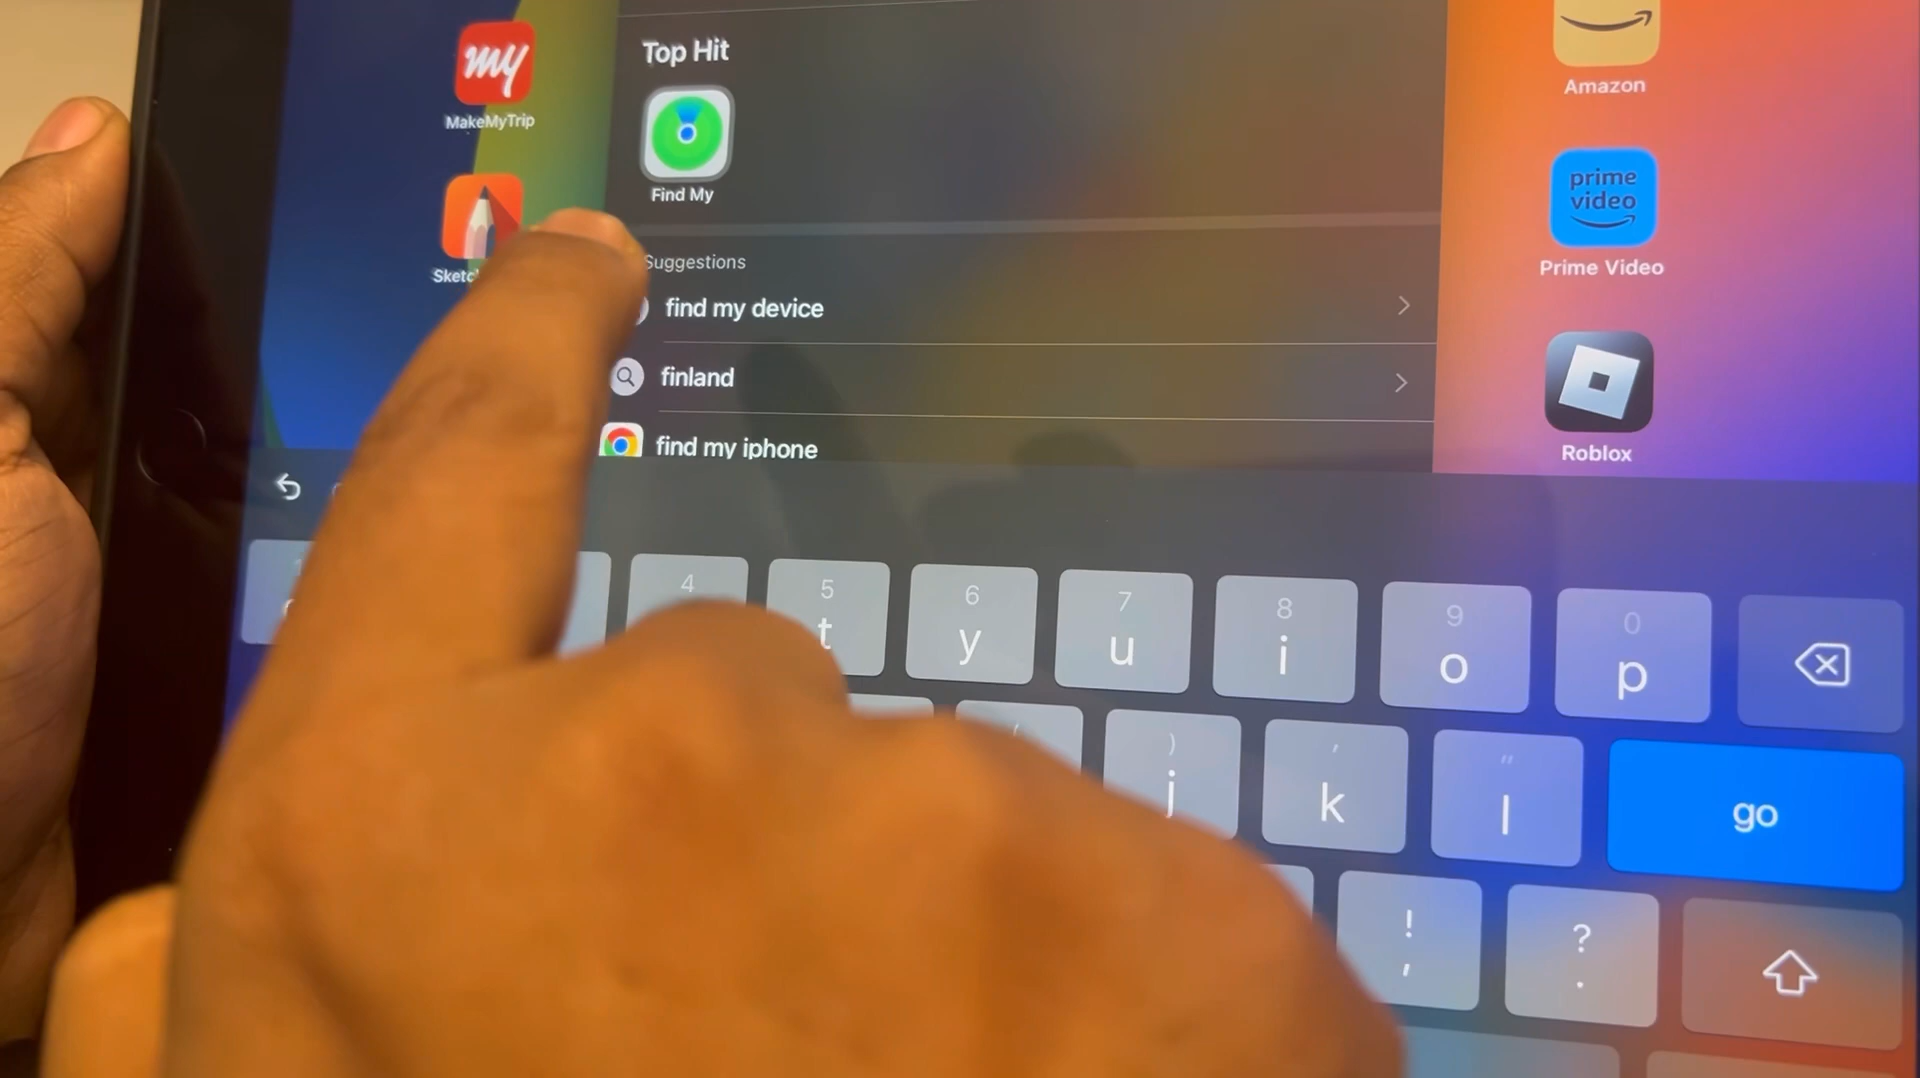 my
MakeMyTrip
Top Hit
Find My
Suggestions
find my device
finland
find my iphone
Amazon
prime
video
Prime Video
Roblox
4 5 6 7 8 9 0
t y u i o p
) ' "
j k l go
! ?
, .